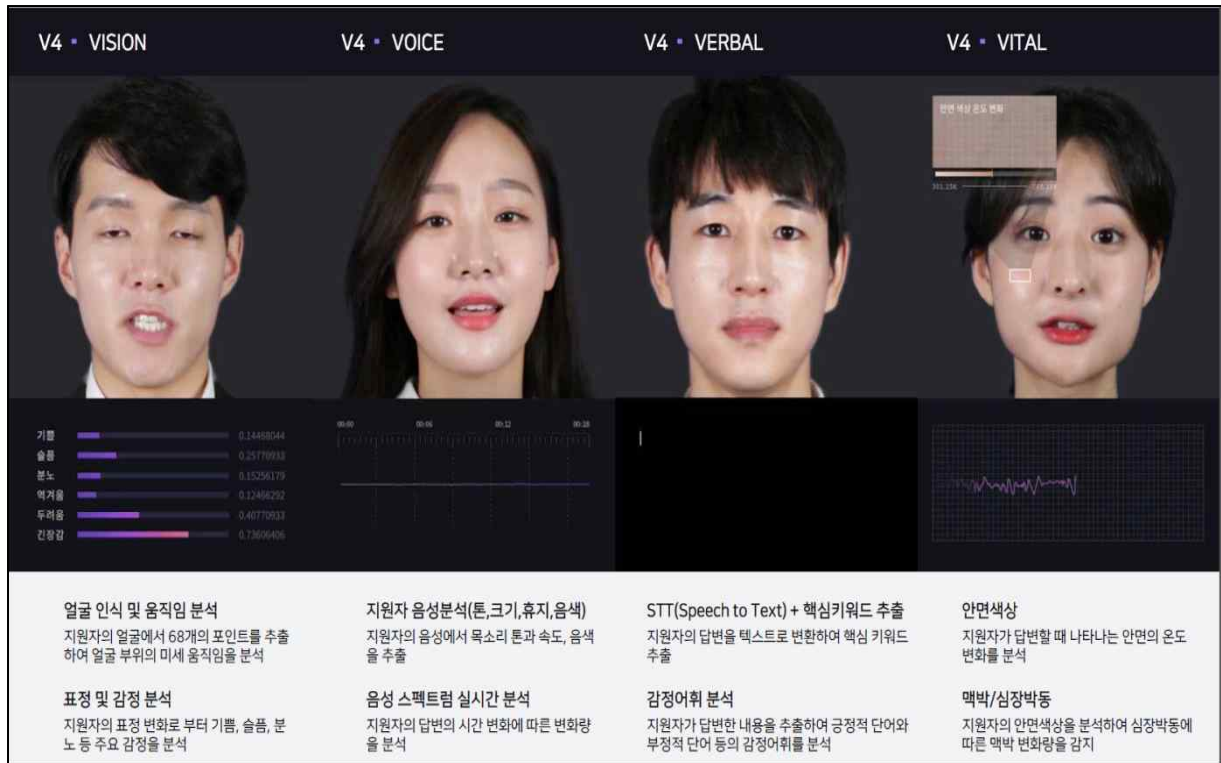 V4 ▪ VISION
V4 ▪ VOICE
V4 ▪ VERBAL
V4 ▪ VITAL
안면 색상 온도 변화
기쁨 0.14468044
슬픔 0.25770933
분노 0.15256179
역겨움 0.12466292
두려움 0.40770933
긴장감 0.73606406
00:00 00:06 00:12 00:18
얼굴 인식 및 움직임 분석
지원자의 얼굴에서 68개의 포인트를 추출
하여 얼굴 부위의 미세 움직임을 분석
표정 및 감정 분석
지원자의 표정 변화로 부터 기쁨, 슬픔, 분
노 등 주요 감정을 분석
지원자 음성분석(톤,크기,휴지,음색)
지원자의 음성에서 목소리 톤과 속도, 음색
을 추출
음성 스펙트럼 실시간 분석
지원자의 답변의 시간 변화에 따른 변화량
을 분석
STT(Speech to Text) + 핵심키워드 추출
지원자의 답변을 텍스트로 변환하여 핵심 키워드
추출
감정어휘 분석
지원자가 답변한 내용을 추출하여 긍정적 단어와
부정적 단어 등의 감정어휘를 분석
안면색상
지원자가 답변할 때 나타나는 안면의 온도
변화를 분석
맥박/심장박동
지원자의 안면색상을 분석하여 심장박동에
따른 맥박 변화량을 감지